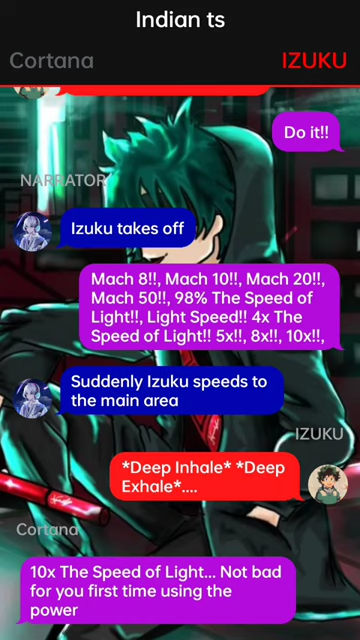 Indian ts
Cortana
IZUKU
Do it!!
NARRATOR
Izuku takes off
Mach 8!!, Mach 10!!, Mach 20!!,
Mach 50!!, 98% The Speed of
Light!!, Light Speed!! 4x The
Speed of Light!! 5x!!, 8x!!, 10x!!,
Suddenly Izuku speeds to
the main area
IZUKU
*Deep Inhale* *Deep
Exhale*....
Cortana
10x The Speed of Light... Not bad
for you first time using the
power